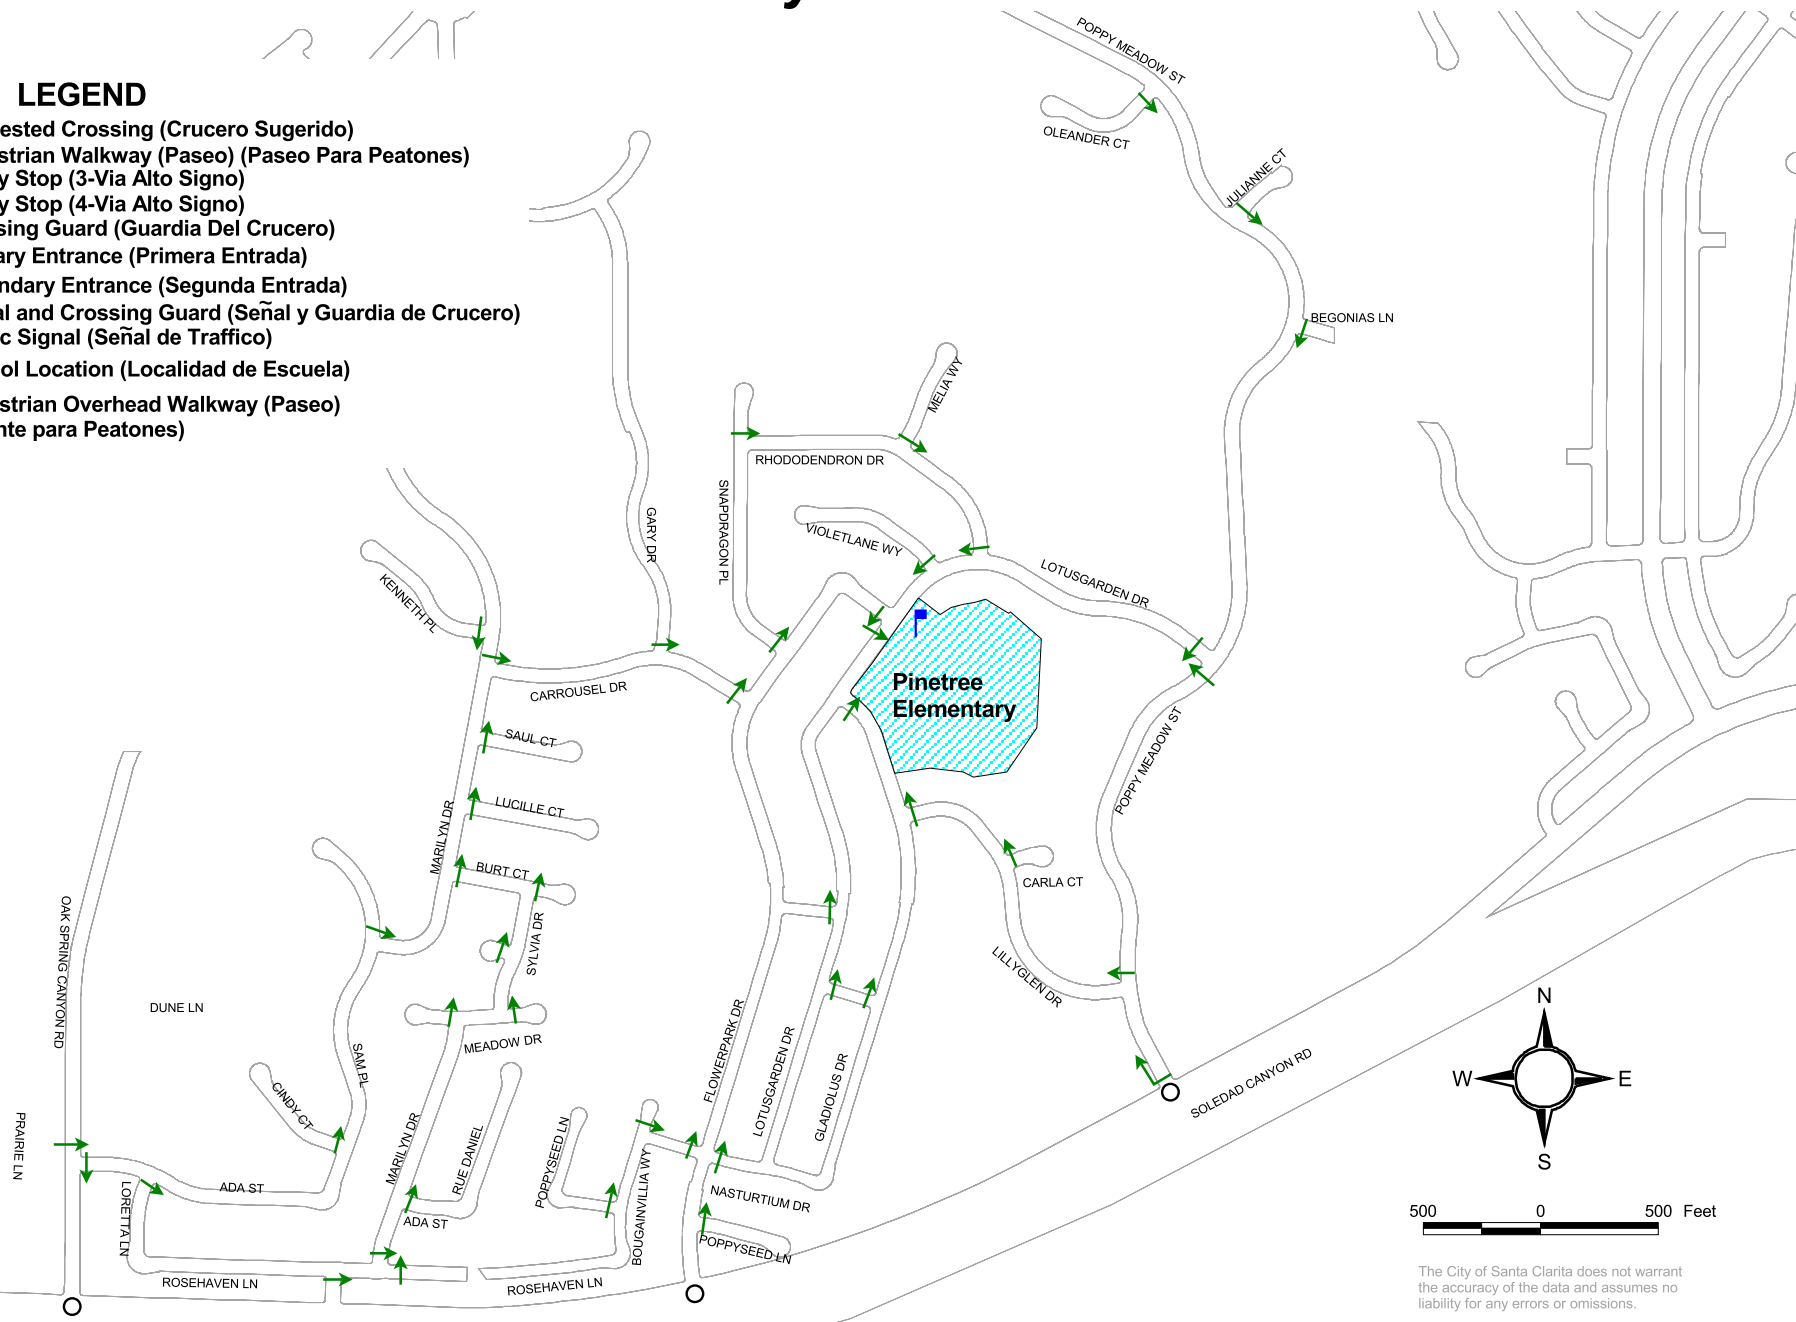 LEGEND
ested Crossing (Crucero Sugerido)
strian Walkway (Paseo) (Paseo Para Peatones)
y Stop (3-Via Alto Signo)
y Stop (4-Via Alto Signo)
sing Guard (Guardia Del Crucero)
ary Entrance (Primera Entrada)
ndary Entrance (Segunda Entrada)
al and Crossing Guard (Señal y Guardia de Crucero)
c Signal (Señal de Traffico)
ol Location (Localidad de Escuela)
strian Overhead Walkway (Paseo)
nte para Peatones)
POPPY MEADOW ST
OLEANDER CT
JULIANNE CT
BEGONIAS LN
MELIA WY
RHODODENDRON DR
SNAPDRAGON PL
VIOLETLANE WY
GARY DR
LOTUSGARDEN DR
KENNETH PL
CARROUSEL DR
Pinetree
Elementary
POPPY MEADOW ST
SAUL CT
LUCILLE CT
MARILYN DR
BURT CT
CARLA CT
OAK SPRING CANYON RD
SYLVIA DR
LILLYGLEN DR
DUNE LN
MEADOW DR
SAM PL
FLOWERPARK DR
LOTUSGARDEN DR
GLADIOLUS DR
SOLEDAD CANYON RD
CINDY CT
PRAIRIE LN
MARILYN DR
RUE DANIEL
POPPYSEED LN
BOUGAINVILLIA WY
LORETTA LN
ADA ST
ADA ST
NASTURTIUM DR
POPPYSEED LN
ROSEHAVEN LN
ROSEHAVEN LN
N
W
E
S
500 0 500 Feet
The City of Santa Clarita does not warrant
the accuracy of the data and assumes no
liability for any errors or omissions.